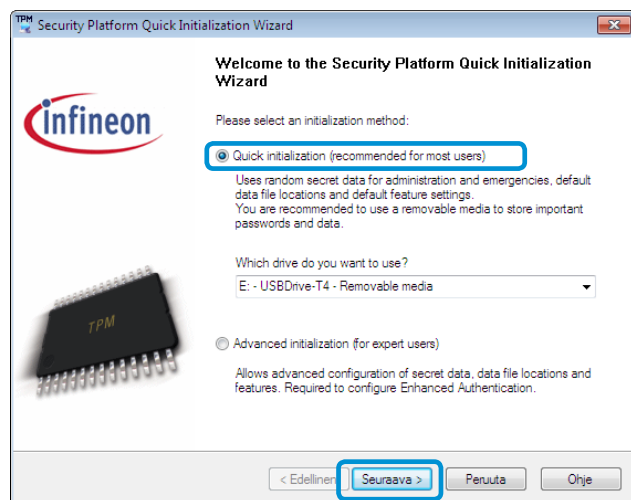 TPM
Security Platform Quick Initialization Wizard
Welcome to the Security Platform Quick Initialization
Wizard
infineon
Please select an initialization method:
Quick initialization (recommended for most users)
Uses random secret data for administration and emergencies, default
data file locations and default feature settings.
You are recommended to use a removable media to store important
passwords and data.
Which drive do you want to use?
E: - USBDrive-T4 - Removable media
TPM
Advanced initialization (for expert users)
Allows advanced configuration of secret data, data file locations and
features. Required to configure Enhanced Authentication.
< Edellinen Seuraava > Peruuta Ohje